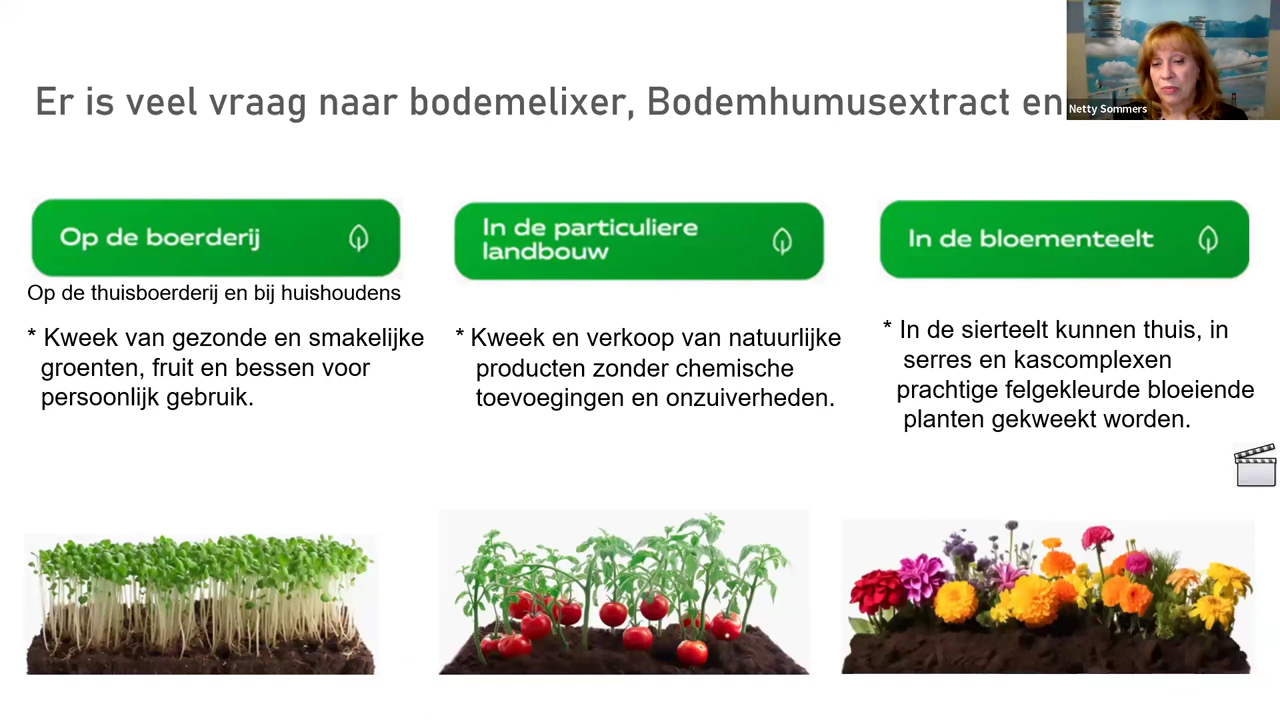 Er is veel vraag naar bodemelixer, Bodemhumusextract en
Netty Sommers
Op de boerderij
Op de thuisboerderij en bij huishoudens
* Kweek van gezonde en smakelijke
groenten, fruit en bessen voor
persoonlijk gebruik.
In de particuliere
landbouw
* Kweek en verkoop van natuurlijke
producten zonder chemische
toevoegingen en onzuiverheden.
In de bloementeelt
* In de sierteelt kunnen thuis, in
serres en kascomplexen
prachtige felgekleurde bloeiende
planten gekweekt worden.